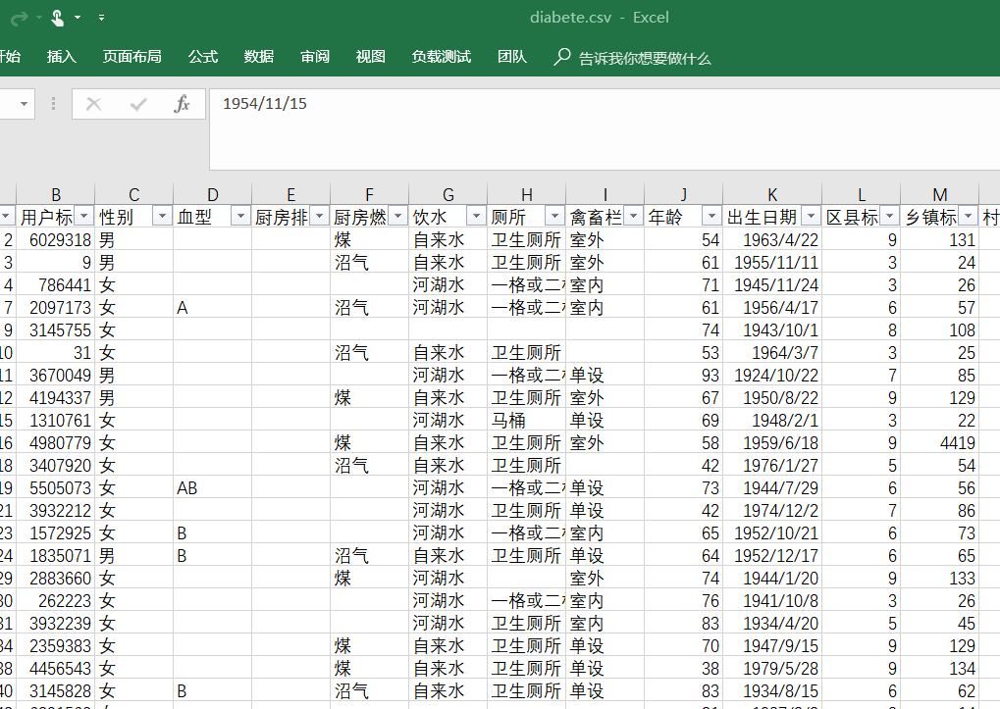 diabete.csv - Excel
开始 插入 页面布局 公式 数据 审阅 视图 负载测试 团队 告诉我你想要做什么
fx 1954/11/15
B C D E F G H I J K L M
用户标 性别 血型 厨房排 厨房燃 饮水 厕所 禽畜栏 年龄 出生日期 区县标 乡镇标 村
2 6029318 男 煤 自来水 卫生厕所 室外 54 1963/4/22 9 131
3 9 男 沼气 自来水 卫生厕所 室外 61 1955/11/11 3 24
4 786441 女 河湖水 一格或二 室内 71 1945/11/24 3 26
7 2097173 女 A 沼气 河湖水 一格或二 室内 61 1956/4/17 6 57
9 3145755 女 74 1943/10/1 8 108
10 31 女 沼气 自来水 卫生厕所 53 1964/3/7 3 25
11 3670049 男 河湖水 一格或二 单设 93 1924/10/22 7 85
12 4194337 男 煤 自来水 卫生厕所 室外 67 1950/8/22 9 129
15 1310761 女 河湖水 马桶 单设 69 1948/2/1 3 22
16 4980779 女 煤 自来水 卫生厕所 室外 58 1959/6/18 9 4419
18 3407920 女 沼气 自来水 卫生厕所 42 1976/1/27 5 54
19 5505073 女 AB 河湖水 一格或二 单设 73 1944/7/29 6 56
21 3932212 女 河湖水 卫生厕所 单设 42 1974/12/2 7 86
23 1572925 女 B 河湖水 一格或二 室内 65 1952/10/21 6 73
24 1835071 男 B 沼气 自来水 卫生厕所 单设 64 1952/12/17 6 65
29 2883660 女 煤 河湖水 室外 74 1944/1/20 9 133
30 262223 女 河湖水 一格或二 室内 76 1941/10/8 3 26
31 3932239 女 河湖水 卫生厕所 室内 83 1934/4/20 5 45
34 2359383 女 煤 自来水 卫生厕所 单设 70 1947/9/15 9 129
38 4456543 女 煤 自来水 卫生厕所 单设 38 1979/5/28 9 134
40 3145828 女 B 沼气 自来水 卫生厕所 单设 83 1934/8/15 6 62